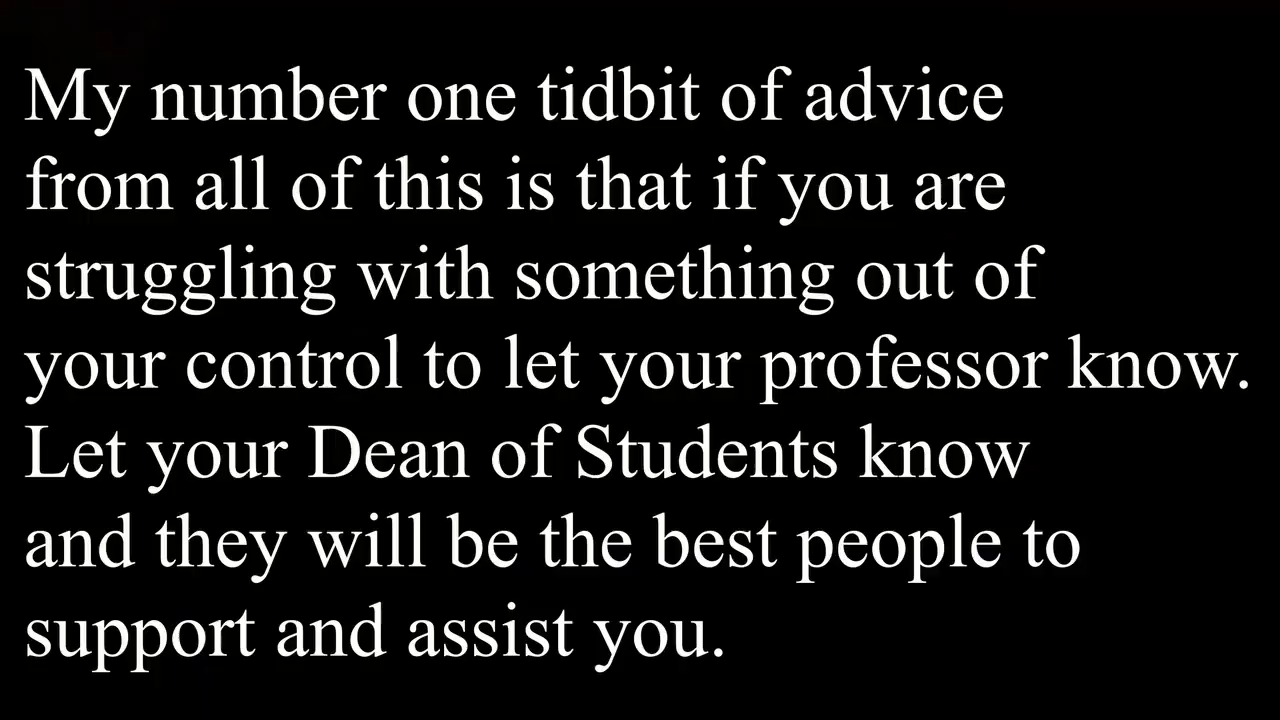 My number one tidbit of advice
from all of this is that if you are
struggling with something out of
your control to let your professor know.
Let your Dean of Students know
and they will be the best people to
support and assist you.